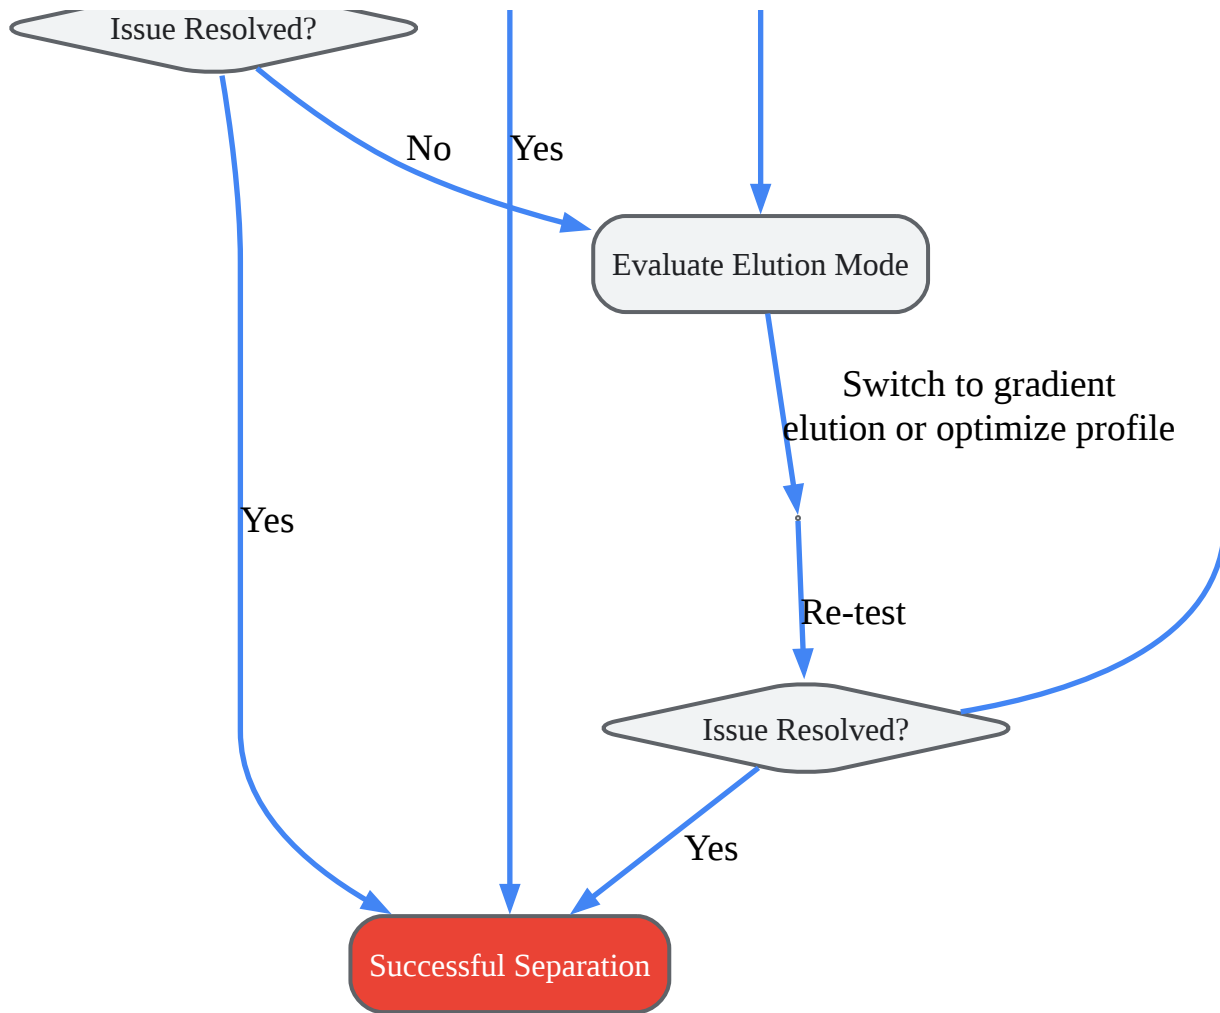 Issue Resolved?
No
Yes
Evaluate Elution Mode
Switch to gradient
elution or optimize profile
Yes
Re-test
Issue Resolved?
Yes
Successful Separation